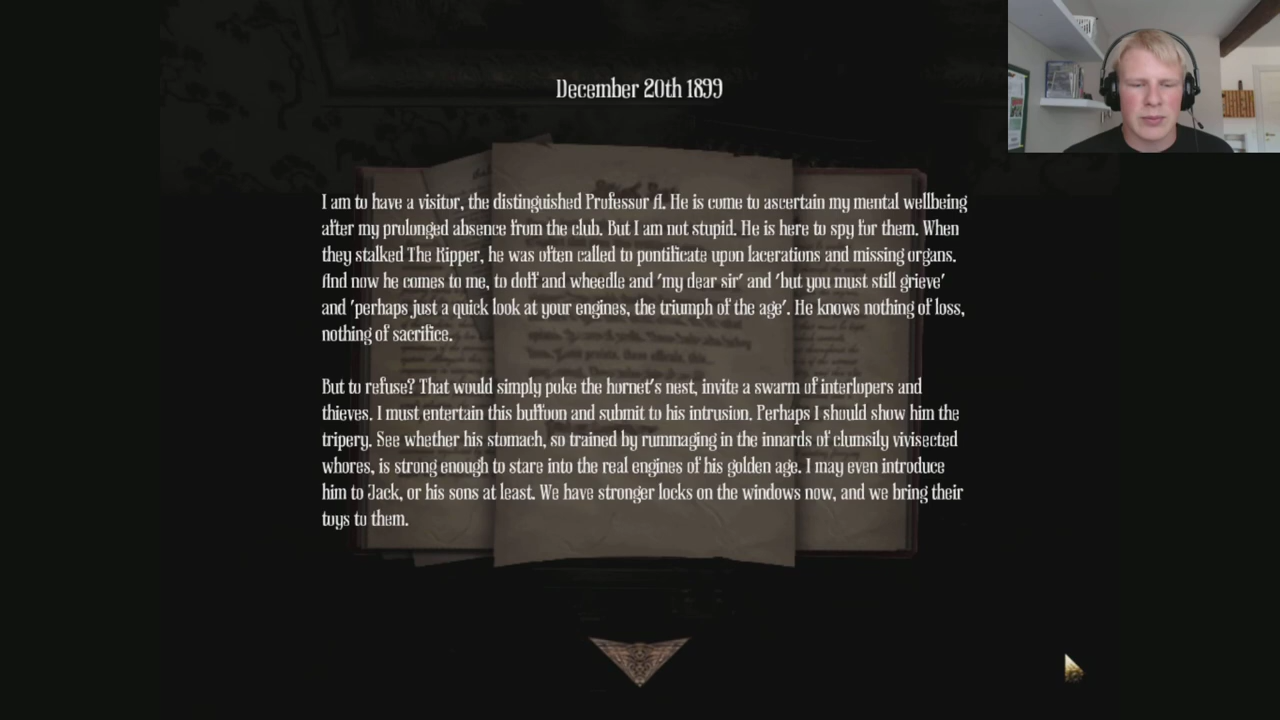 December 20th 1899
I am to have a visitor, the distinguished Professor A. He is come to ascertain my mental wellbeing
after my prolonged absence from the club. But I am not stupid. He is here to spy for them. When
they stalked The Ripper, he was often called to pontificate upon lacerations and missing organs.
And now he comes to me, to doff and wheedle and 'my dear sir' and 'but you must still grieve'
and 'perhaps just a quick look at your engines, the triumph of the age'. He knows nothing of loss,
nothing of sacrifice.
But to refuse? That would simply poke the hornet's nest, invite a swarm of interlopers and
thieves. I must entertain this buffoon and submit to his intrusion. Perhaps I should show him the
tripery. See whether his stomach, so trained by rummaging in the innards of clumsily vivisected
whores, is strong enough to stare into the real engines of his golden age. I may even introduce
him to Jack, or his sons at least. We have stronger locks on the windows now, and we bring their
toys to them.